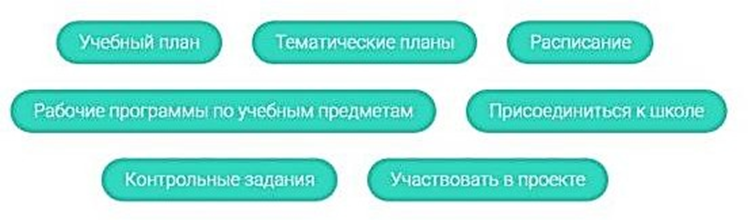 Учебный план
Тематические планы
Расписание
Рабочие программы по учебным предметам
Присоединиться к школе
Контрольные задания
Участвовать в проекте